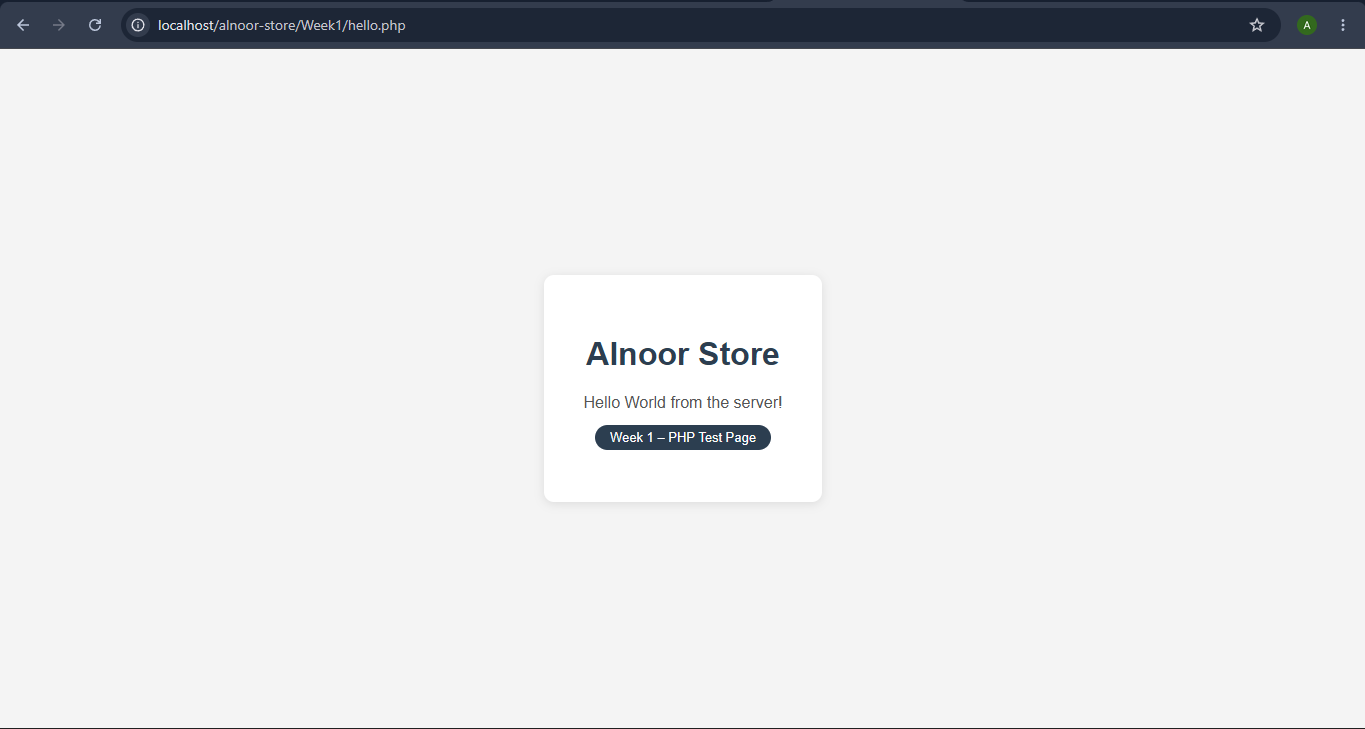 localhost/alnoor-store/Week1/hello.php
A
Alnoor Store
Hello World from the server!
Week 1 – PHP Test Page